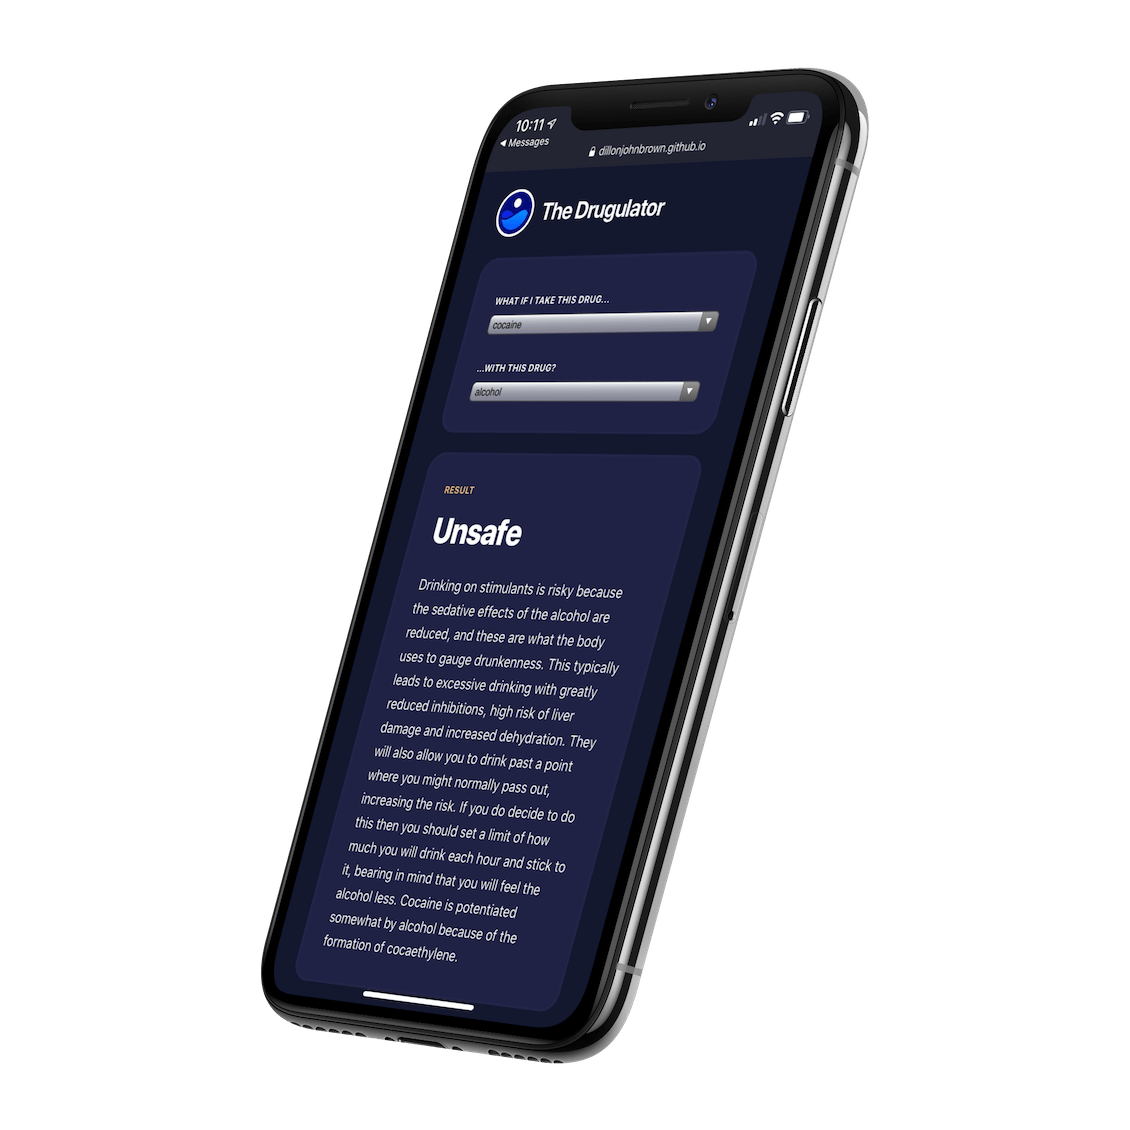 10:11
Messages
dillonjohnbrown.github.io
The Drugulator
WHAT IF I TAKE THIS DRUG...
cocaine
...WITH THIS DRUG?
alcohol
RESULT
Unsafe
Drinking on stimulants is risky because
the sedative effects of the alcohol are
reduced, and these are what the body
uses to gauge drunkenness. This typically
leads to excessive drinking with greatly
reduced inhibitions, high risk of liver
damage and increased dehydration. They
will also allow you to drink past a point
where you might normally pass out,
increasing the risk. If you do decide to do
this then you should set a limit of how
much you will drink each hour and stick to
it, bearing in mind that you will feel the
alcohol less. Cocaine is potentiated
somewhat by alcohol because of the
formation of cocaethylene.